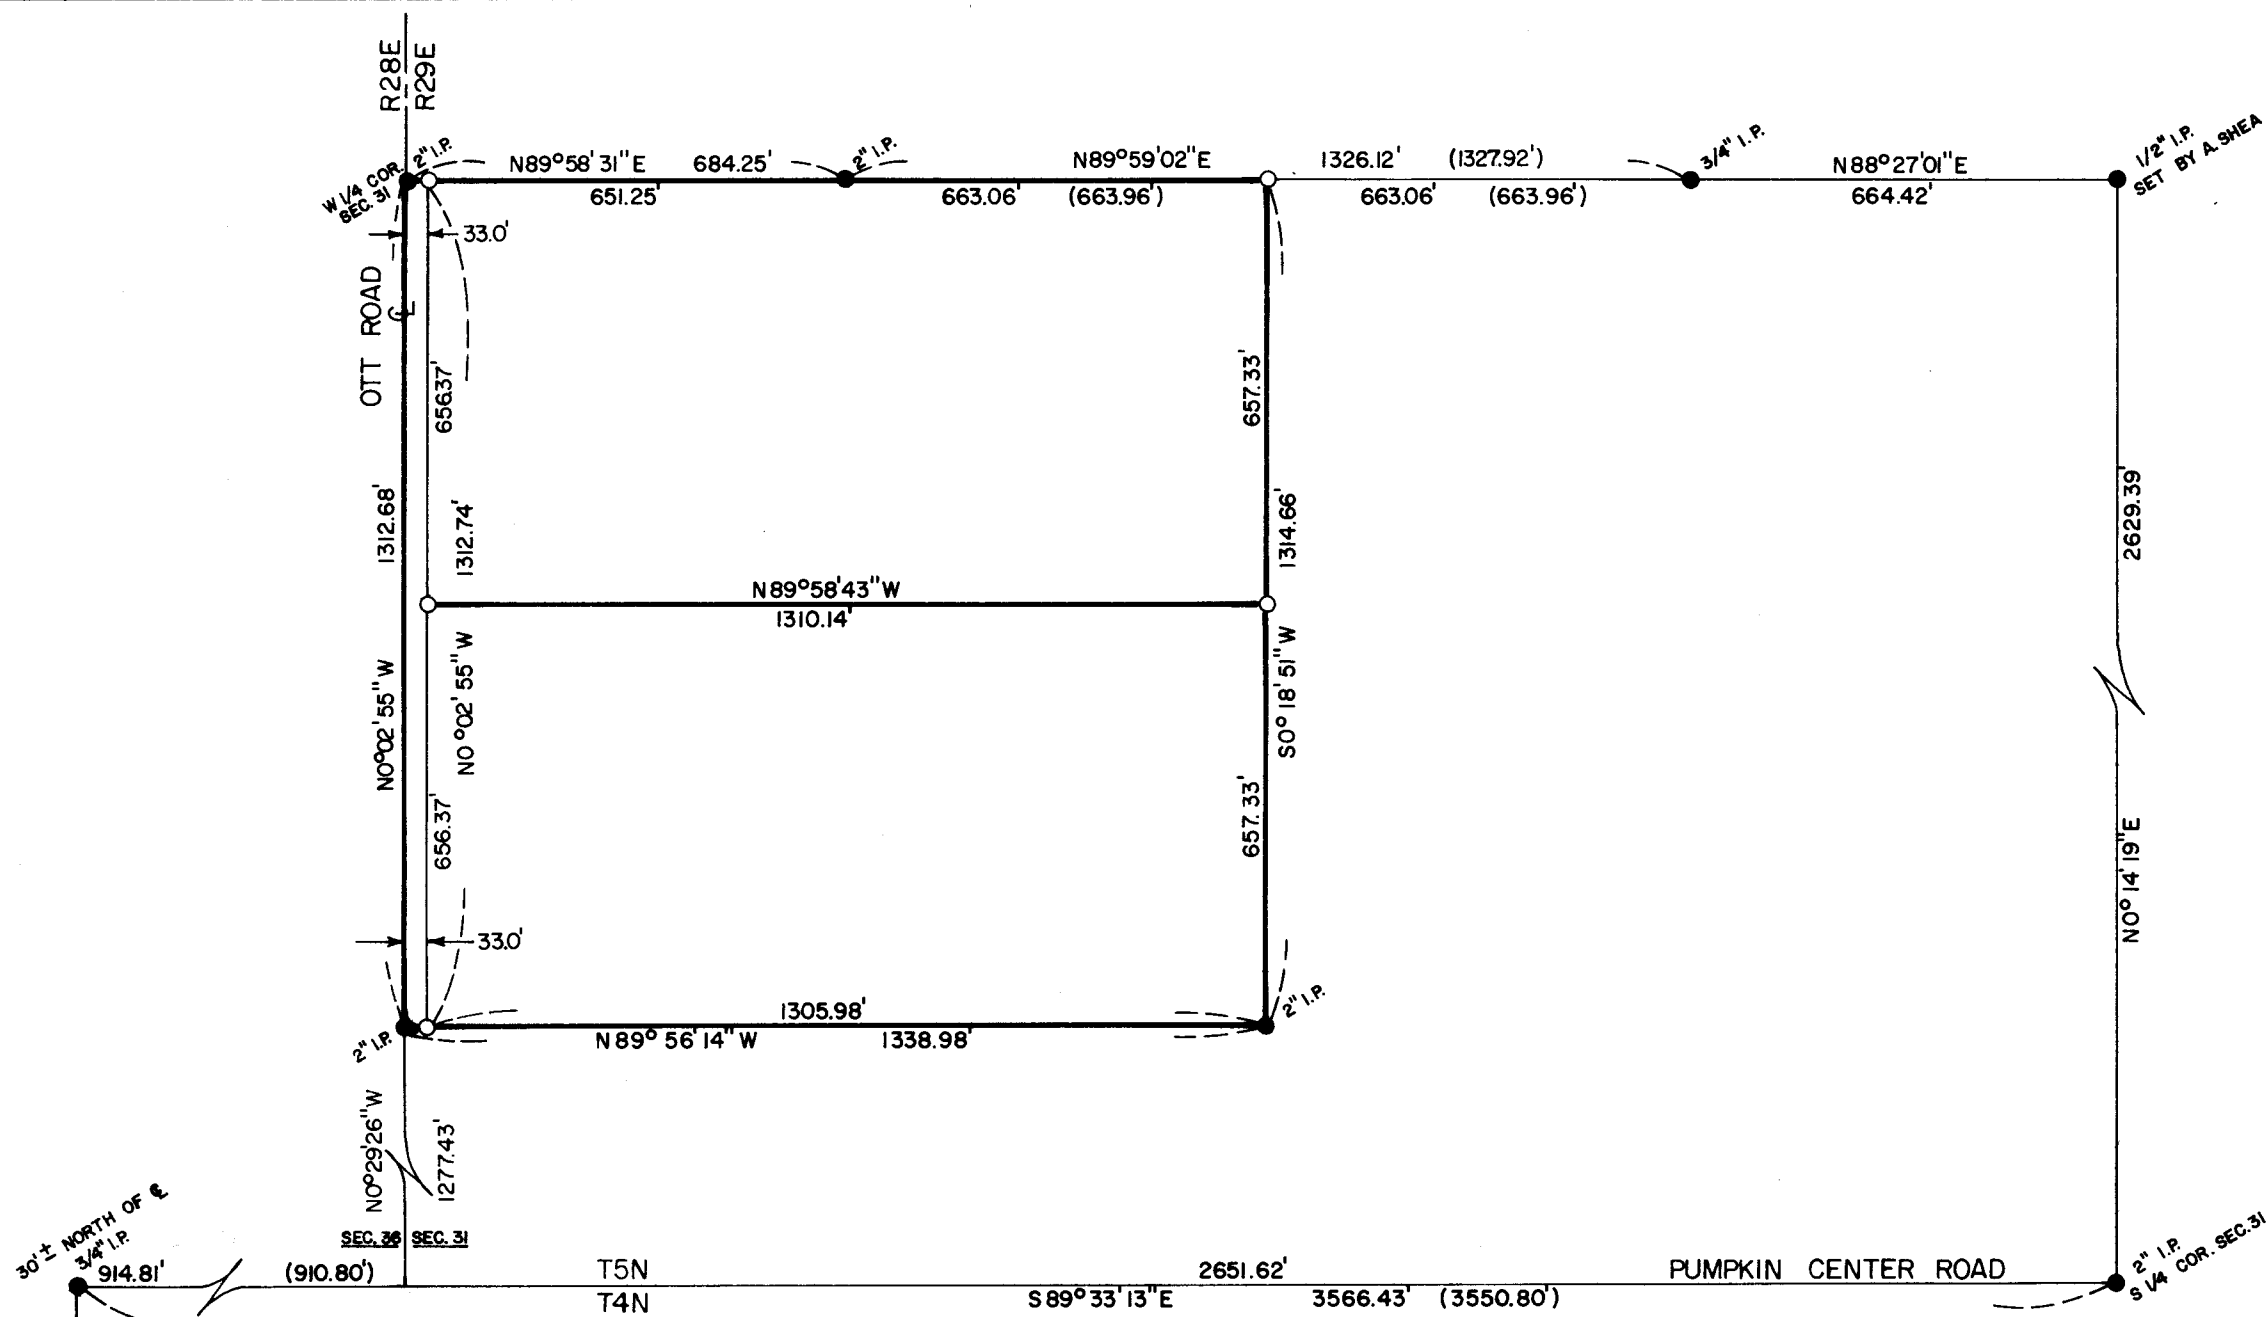 R28E
R29E
W 1/4 COR.
SEC. 31
2" I.P.
N89°58'31"E
684.25'
651.25'
2" I.P.
N89°59'02"E
663.06'
(663.96')
1326.12'
(1327.92')
663.06'
(663.96')
3/4" I.P.
N88°27'01"E
664.42'
1/2" I.P.
SET BY A. SHEA
33.0'
OTT ROAD
℄
656.37'
657.33'
1312.68'
1312.74'
1314.66'
2629.39'
N89°58'43"W
1310.14'
N0°02'55"W
N0°02'55"W
S0°18'51"W
656.37'
657.33'
N0°14'19"E
33.0'
2" I.P.
1305.98'
N89°56'14"W
1338.98'
2" I.P.
N0°29'26"W
1277.43'
30'± NORTH OF ℄
3/4" I.P.
SEC. 36
SEC. 31
914.81'
(910.80')
T5N
T4N
2651.62'
S89°33'13"E
3566.43'
(3550.80')
PUMPKIN CENTER ROAD
2" I.P.
S 1/4 COR. SEC. 31